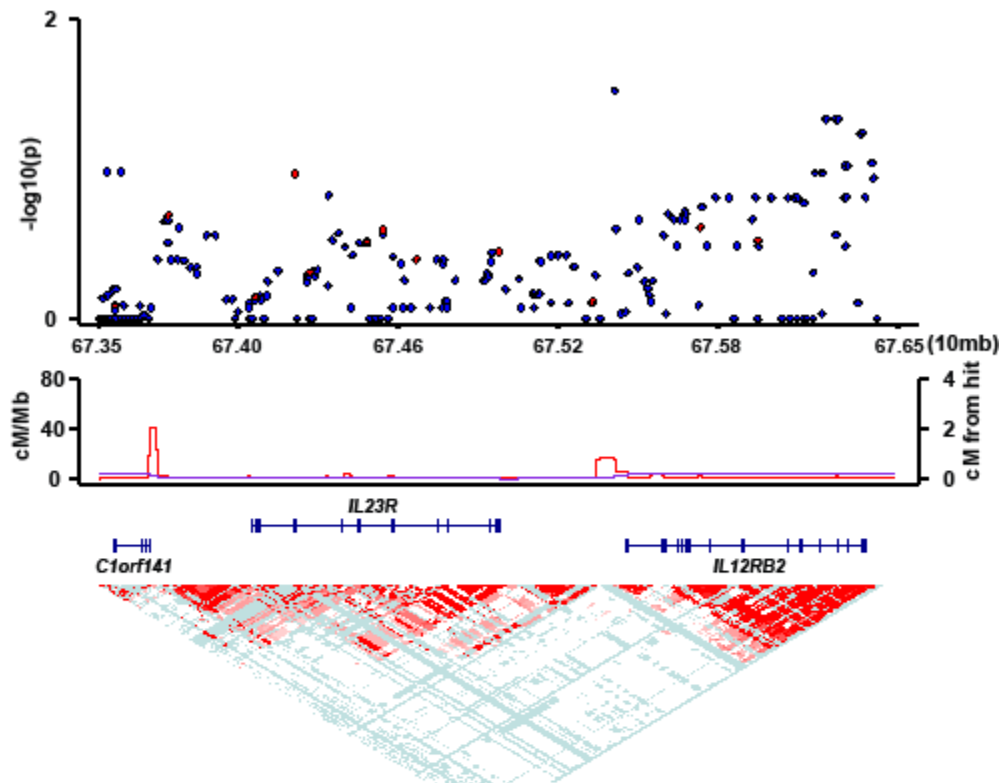 2
-log10(p)
0
67.35 67.40 67.46 67.52 67.58 67.65 (10mb)
80 4
cM/Mb 40 2 cM from hit
0 0
IL23R
C1orf141 IL12RB2